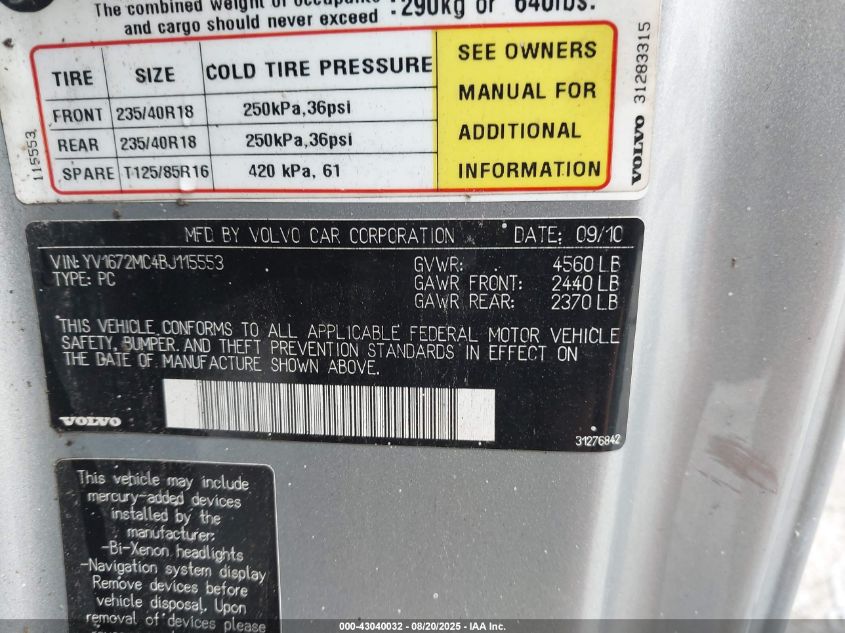 The combined weight of occupants :290kg or 640lbs.
and cargo should never exceed
TIRE SIZE COLD TIRE PRESSURE
FRONT 235/40R18 250kPa,36psi
REAR 235/40R18 250kPa,36psi
SPARE T125/85R16 420 kPa, 61
SEE OWNERS
MANUAL FOR
ADDITIONAL
INFORMATION
115553
VOLVO 31283315
MFD BY VOLVO CAR CORPORATION DATE: 09/10
VIN: YV1672MC4BJ115553
TYPE: PC
GVWR: 4560 LB
GAWR FRONT: 2440 LB
GAWR REAR: 2370 LB
THIS VEHICLE CONFORMS TO ALL APPLICABLE FEDERAL MOTOR VEHICLE
SAFETY, BUMPER AND THEFT PREVENTION STANDARDS IN EFFECT ON
THE DATE OF MANUFACTURE SHOWN ABOVE.
VOLVO
31276842
This vehicle may include
mercury-added devices
installed by the
manufacturer:
-Bi-Xenon headlights
-Navigation system display
Remove devices before
vehicle disposal. Upon
removal of devices please
000-43040032 - 08/20/2025 - IAA Inc.